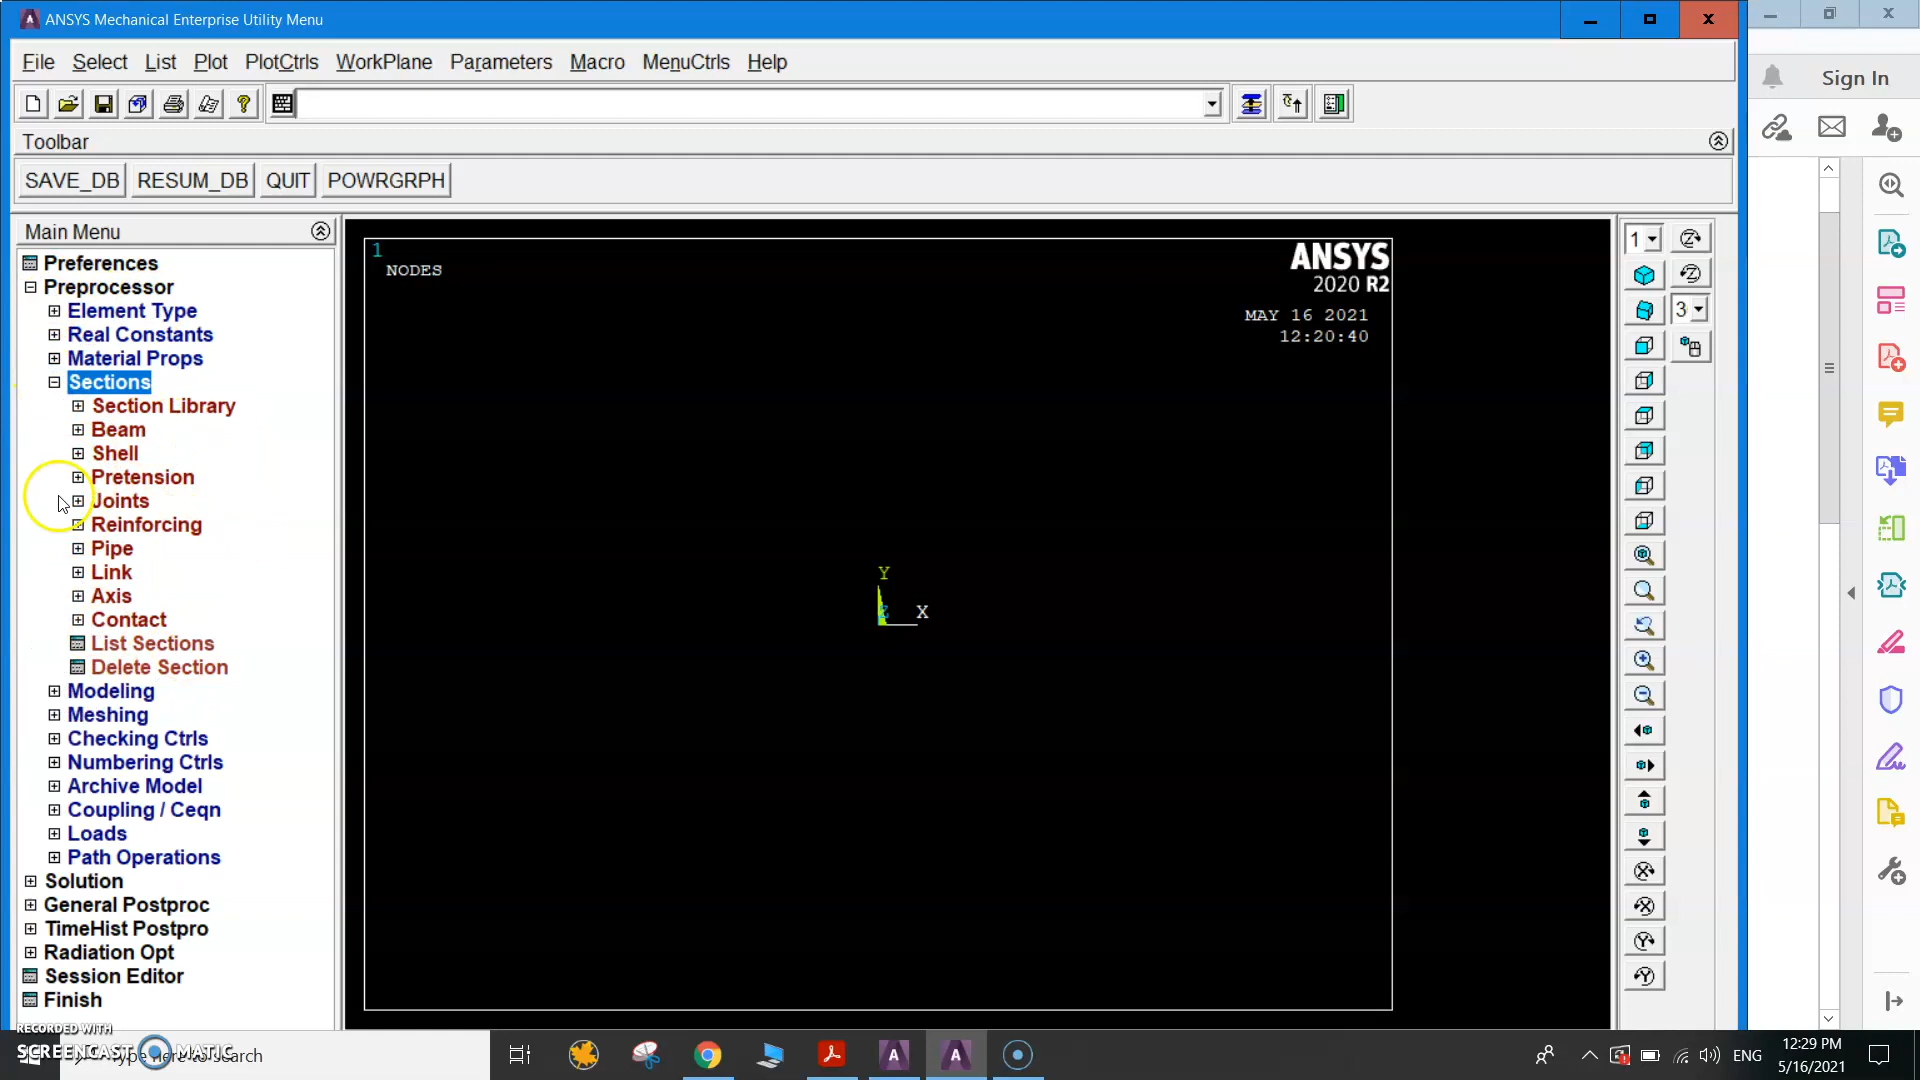 ANSYS Mechanical Enterprise Utility Menu
File Select List Plot PlotCtrls WorkPlane Parameters Macro MenuCtrls Help
Sign In
Toolbar
SAVE_DB RESUM_DB QUIT POWRGRPH
Main Menu
Preferences
Preprocessor
Element Type
Real Constants
Material Props
Sections
Section Library
Beam
Shell
Pretension
Joints
Reinforcing
Pipe
Link
Axis
Contact
List Sections
Delete Section
Modeling
Meshing
Checking Ctrls
Numbering Ctrls
Archive Model
Coupling / Ceqn
Loads
Path Operations
Solution
General Postproc
TimeHist Postpro
Radiation Opt
Session Editor
Finish
1
NODES
ANSYS
2020 R2
MAY 16 2021
12:20:40
Y
Z X
1
3
RECORDED WITH
SCREENCAST MATIC
Type here to search
ENG
12:29 PM
5/16/2021